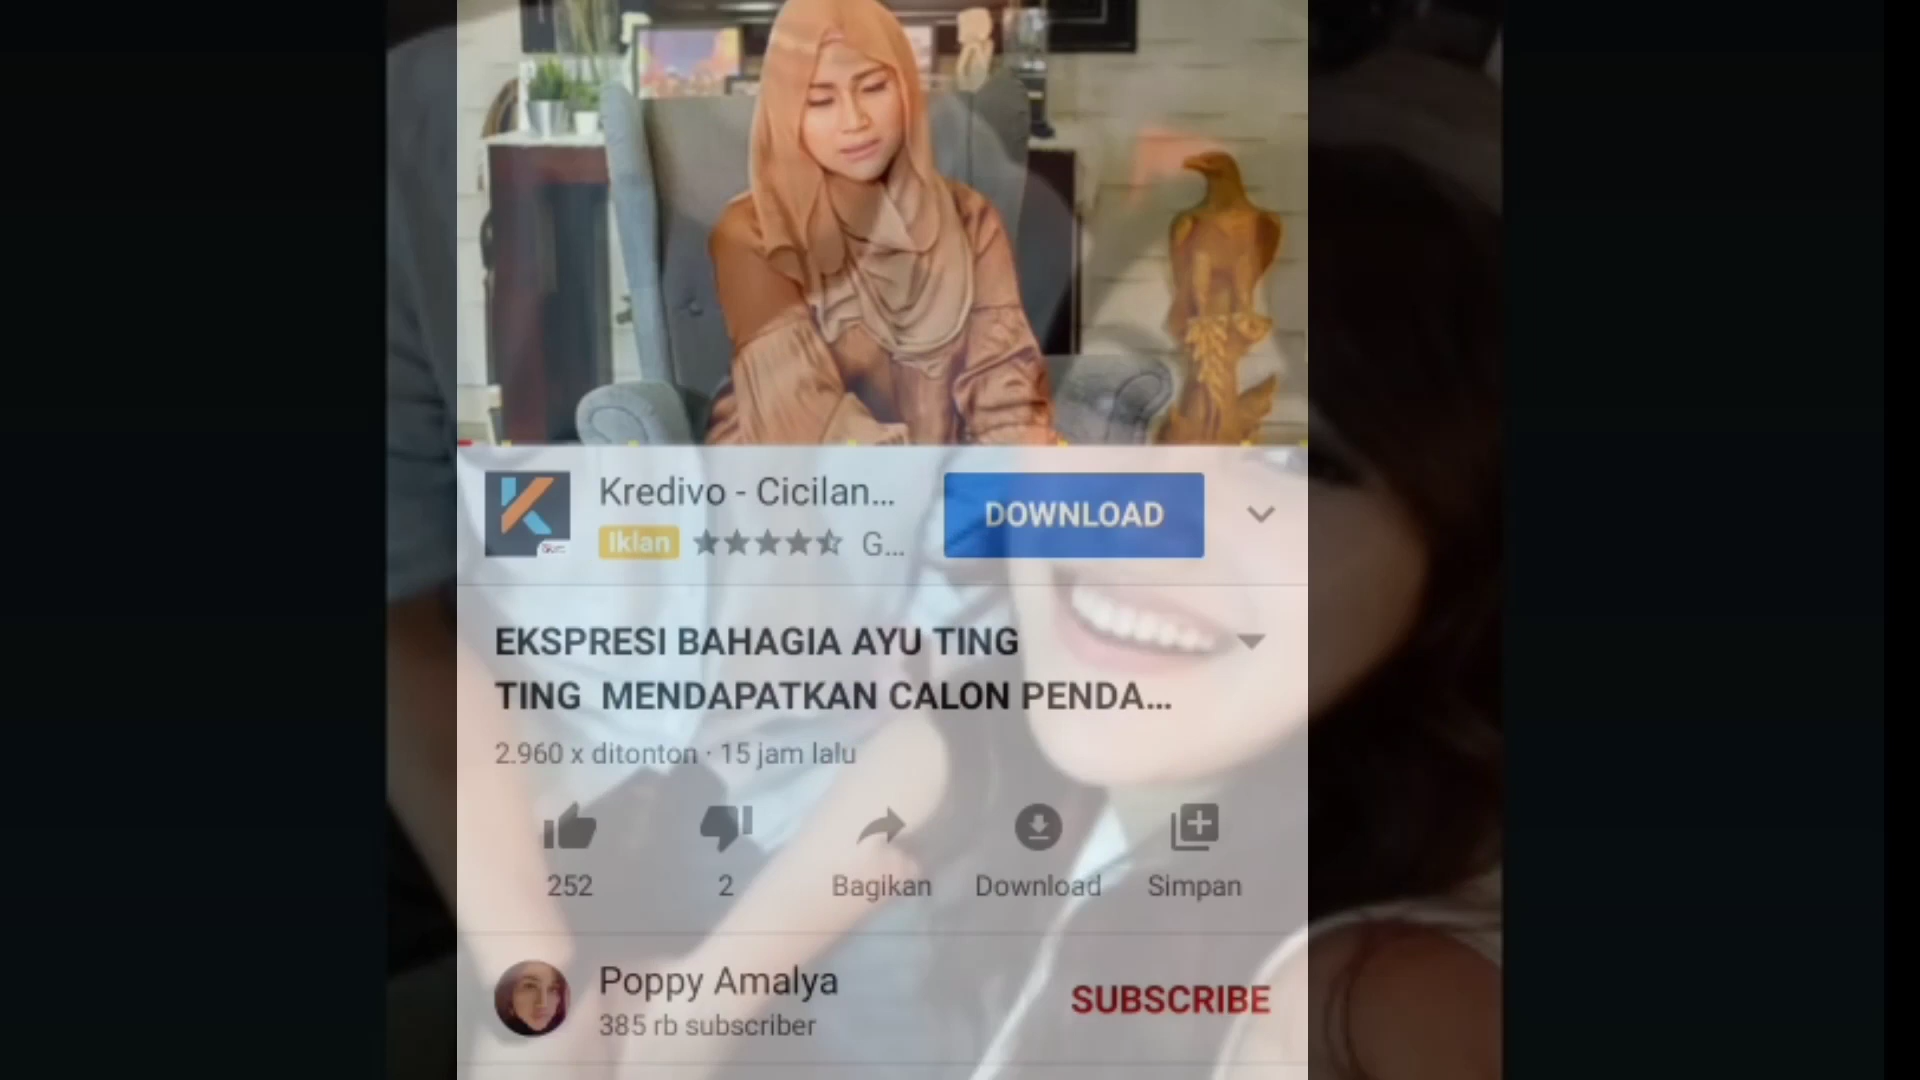 Kredivo - Cicilan...
Iklan G...
DOWNLOAD
EKSPRESI BAHAGIA AYU TING
TING MENDAPATKAN CALON PENDA...
2.960 x ditonton · 15 jam lalu
252
2
Bagikan
Download
Simpan
Poppy Amalya
385 rb subscriber
SUBSCRIBE